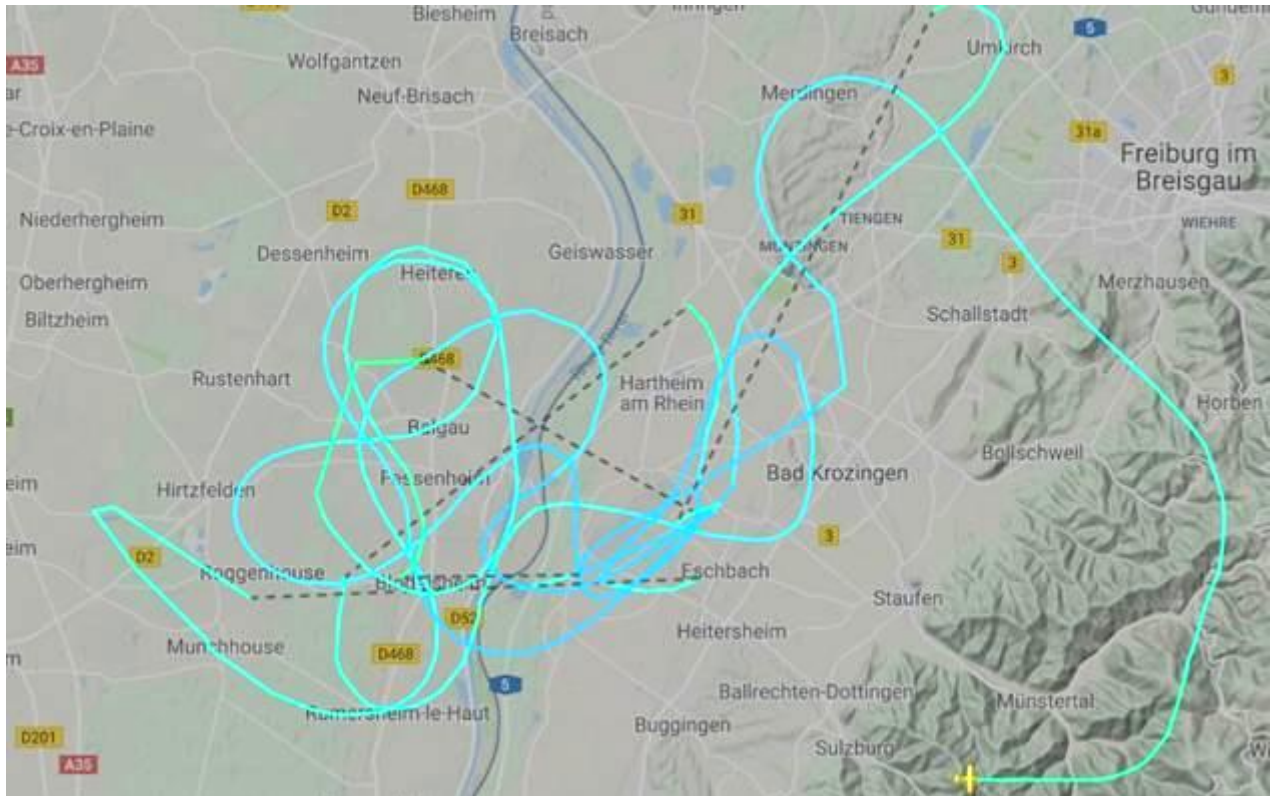 Biesheim
Breisach
5
Umkirch
A35
Wolfgantzen
3
Neuf-Brisach
Merdingen
e-Croix-en-Plaine
31a
Freiburg im
Breisgau
D468
D2
31
Niederhergheim
TIENGEN
WIEHRE
Dessenheim
Geiswasser
MUNZINGEN
31
3
Heiteren
Oberhergheim
Merzhausen
Biltzheim
Schallstadt
D468
Rustenhart
Hartheim
am Rhein
Horben
Balgau
Bollschweil
Fessenheim
Bad Krozingen
eim
Hirtzfelden
3
eim
D2
Roggenhouse
Eschbach
Staufen
D52
Heitersheim
Munchhouse
D468
5
Ballrechten-Dottingen
Münstertal
Rumersheim-le-Haut
Buggingen
D201
Sulzburg
A35